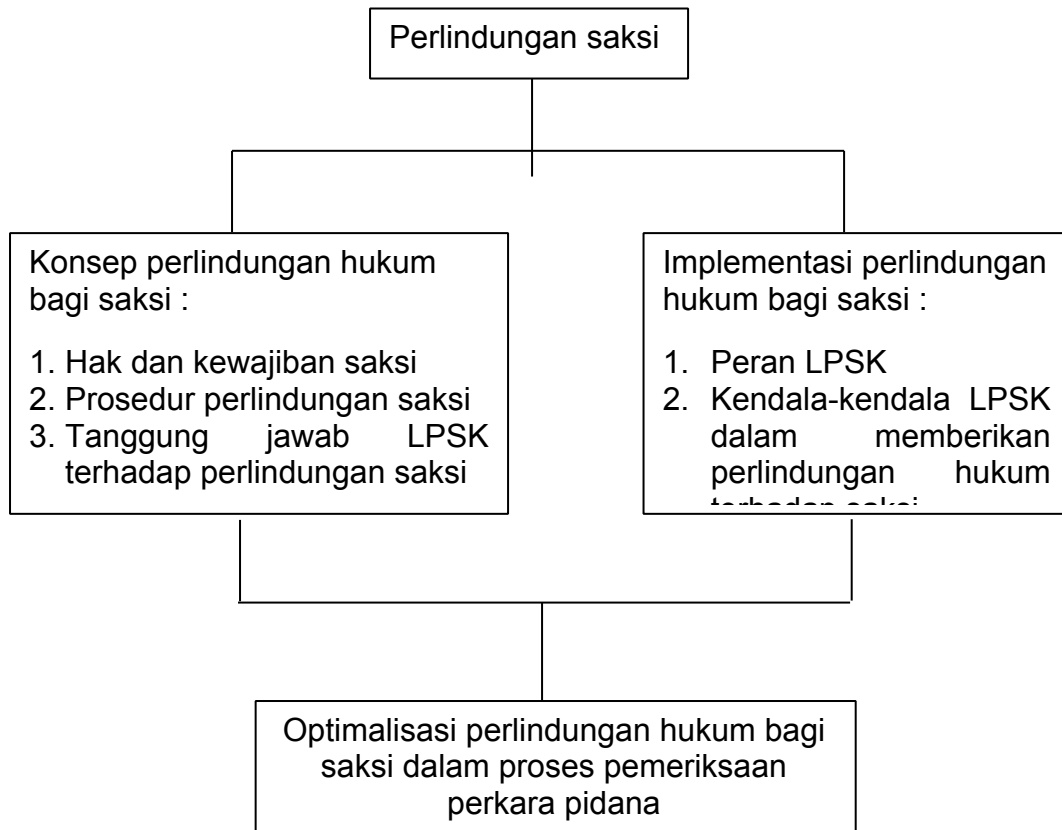 Perlindungan saksi
Konsep perlindungan hukum
bagi saksi :
1. Hak dan kewajiban saksi
2. Prosedur perlindungan saksi
3. Tanggung jawab LPSK
terhadap perlindungan saksi
Implementasi perlindungan
hukum bagi saksi :
1. Peran LPSK
2. Kendala-kendala LPSK
dalam memberikan
perlindungan hukum
terhadap saksi
Optimalisasi perlindungan hukum bagi
saksi dalam proses pemeriksaan
perkara pidana